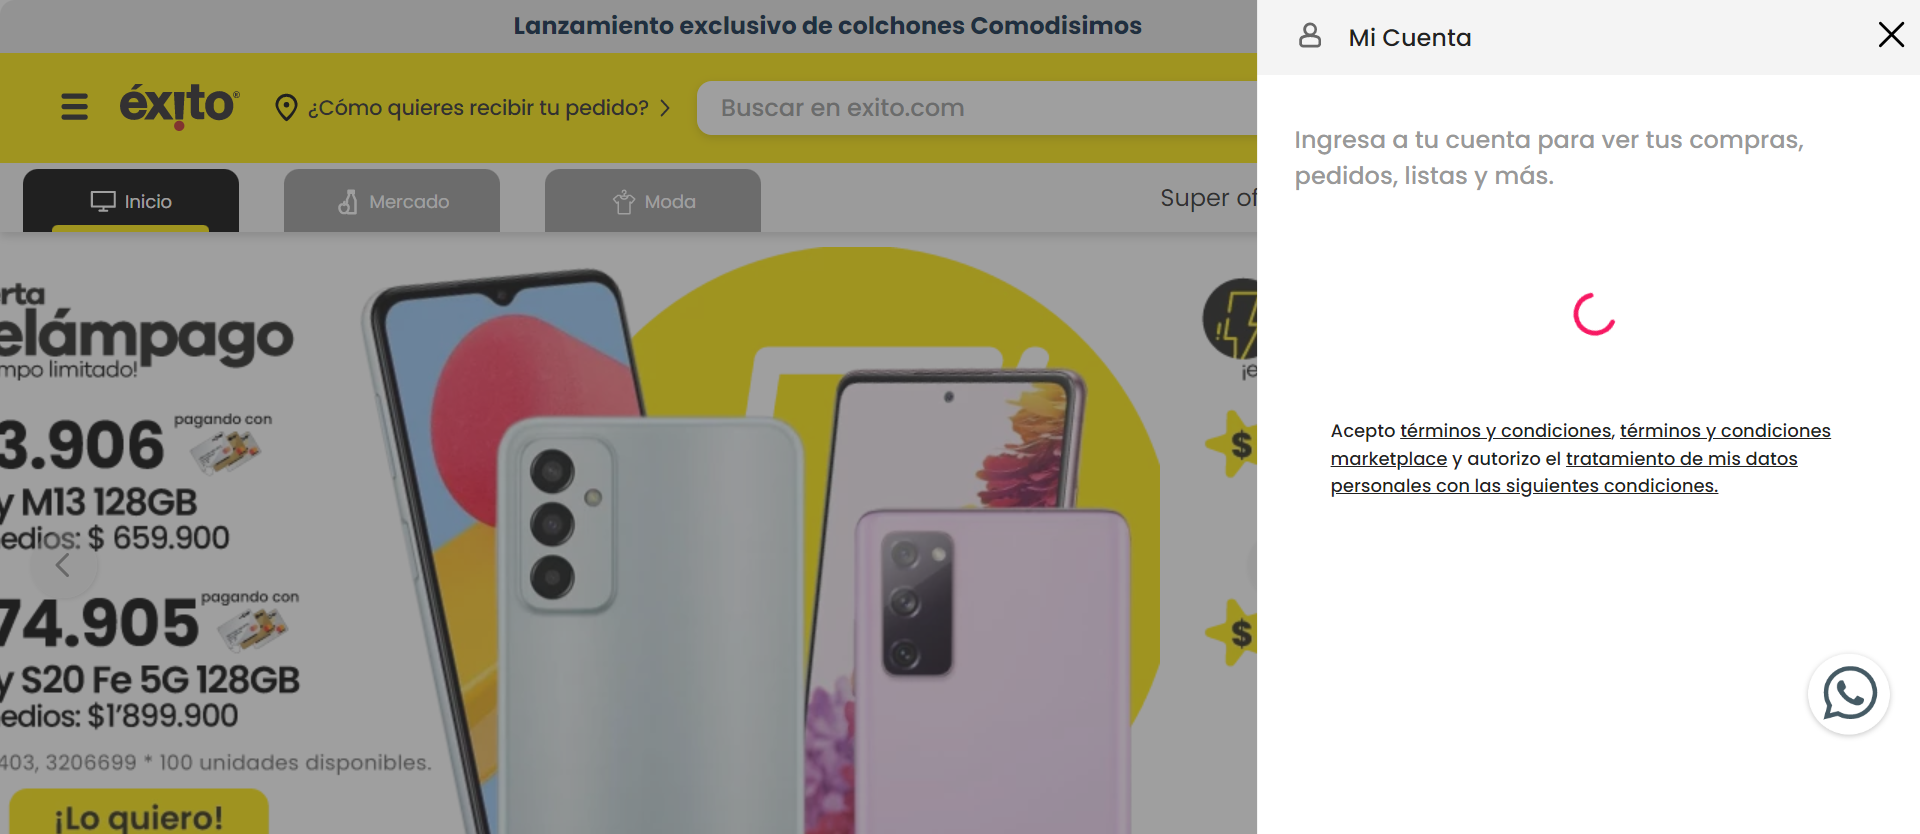 Lanzamiento exclusivo de colchones Comodisimos
Mi Cuenta
éxito
¿Cómo quieres recibir tu pedido?
Buscar en exito.com
Inicio
Mercado
Moda
Super of
Ingresa a tu cuenta para ver tus compras,
pedidos, listas y más.
rta
elámpago
mpo limitado!
¡e
3.906
pagando con
y M13 128GB
edios: $ 659.900
$
74.905
pagando con
y S20 Fe 5G 128GB
edios: $1'899.900
$
403, 3206699 * 100 unidades disponibles.
¡Lo quiero!
Acepto términos y condiciones, términos y condiciones
marketplace y autorizo el tratamiento de mis datos
personales con las siguientes condiciones.